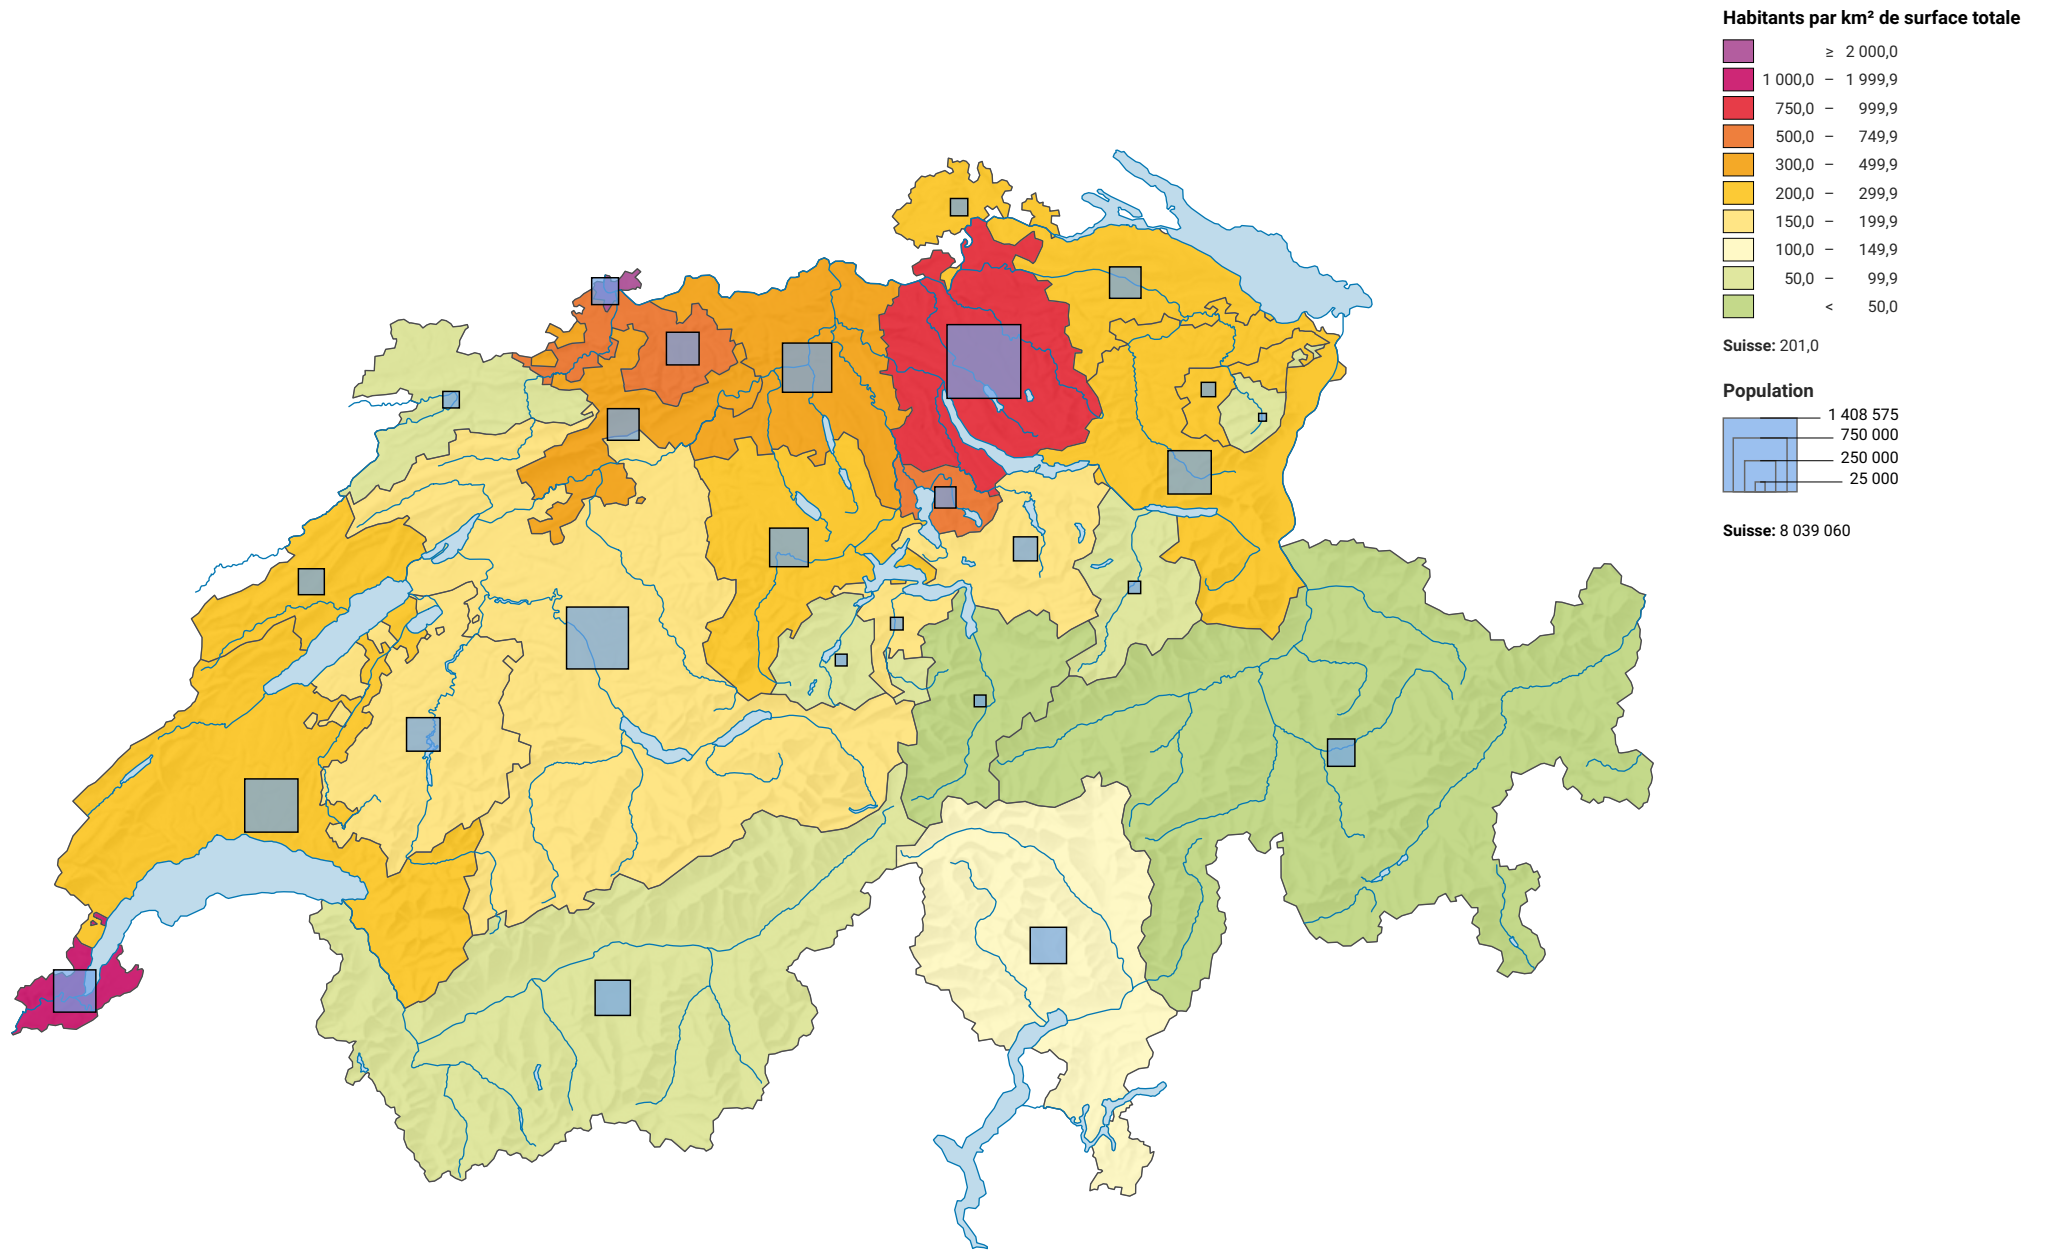 Habitants par km² de surface totale
≥ 2 000,0
1 000,0 – 1 999,9
750,0 – 999,9
500,0 – 749,9
300,0 – 499,9
200,0 – 299,9
150,0 – 199,9
100,0 – 149,9
50,0 – 99,9
< 50,0
Suisse: 201,0
Population
1 408 575
750 000
250 000
25 000
Suisse: 8 039 060